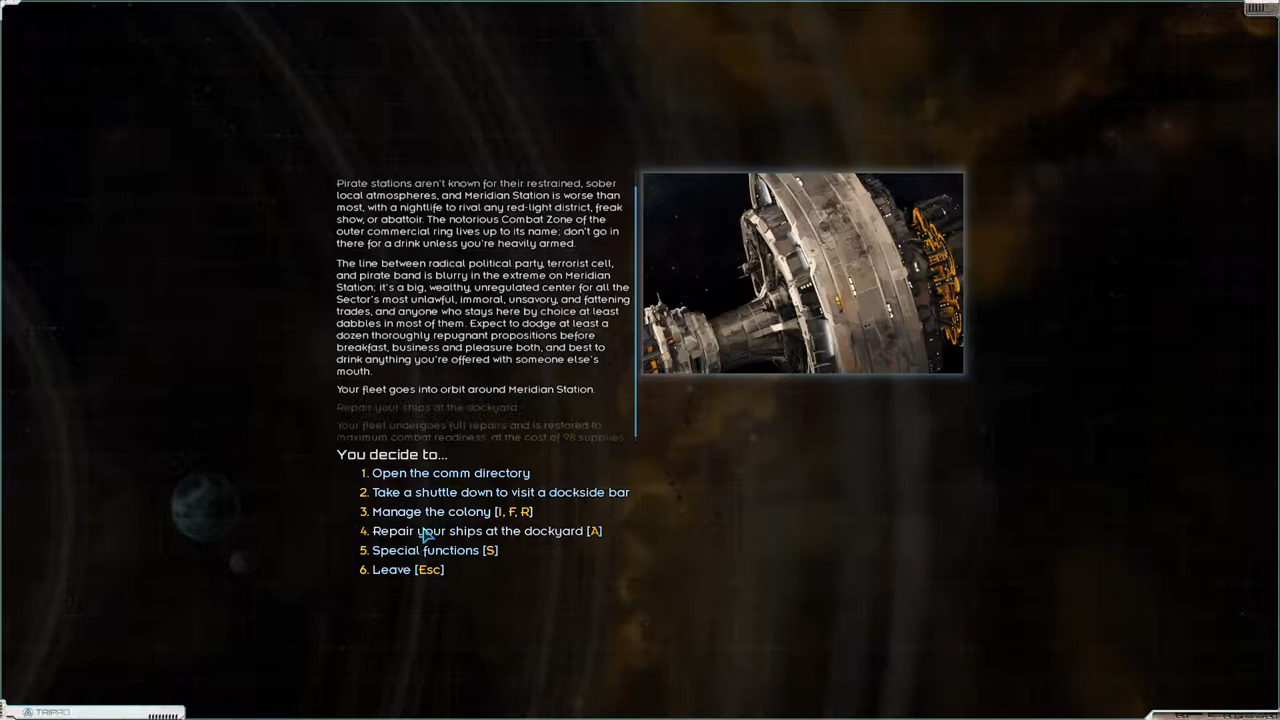 Pirate stations aren't known for their restrained, sober
local atmospheres, and Meridian Station is worse than
most, with a nightlife to rival any red-light district, freak
show, or abattoir. The notorious Combat Zone of the
outer commercial ring lives up to its name; don't go in
there for a drink unless you're heavily armed.
The line between radical political party, terrorist cell,
and pirate band is blurry in the extreme on Meridian
Station; it's a big, wealthy, unregulated center for all the
Sector's most unlawful, immoral, unsavory, and fattening
trades, and anyone who stays here by choice at least
dabbles in most of them. Expect to dodge at least a
dozen thoroughly repugnant propositions before
breakfast, business and pleasure both, and best to
drink anything you're offered with someone else's
mouth.
Your fleet goes into orbit around Meridian Station.
Repair your ships at the dockyard
Your fleet undergoes full repairs and is restored to
maximum combat readiness, at the cost of 98 supplies
You decide to...
1. Open the comm directory
2. Take a shuttle down to visit a dockside bar
3. Manage the colony [I, F, R]
4. Repair your ships at the dockyard [A]
5. Special functions [S]
6. Leave [Esc]
TRIPAD